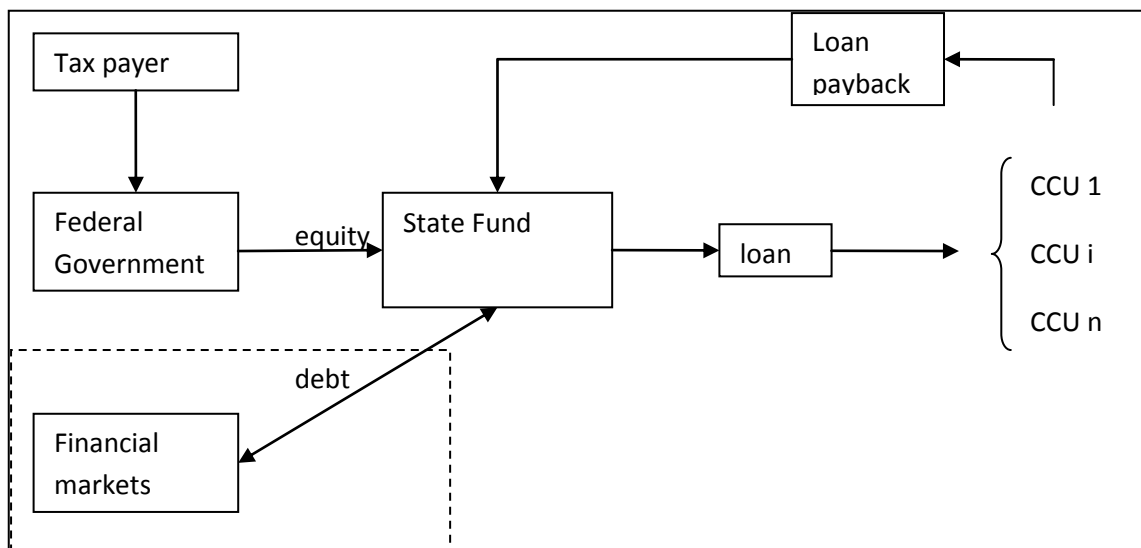 Tax payer
Loan
payback
Federal
Government
equity
State Fund
loan
CCU 1
CCU i
CCU n
debt
Financial
markets